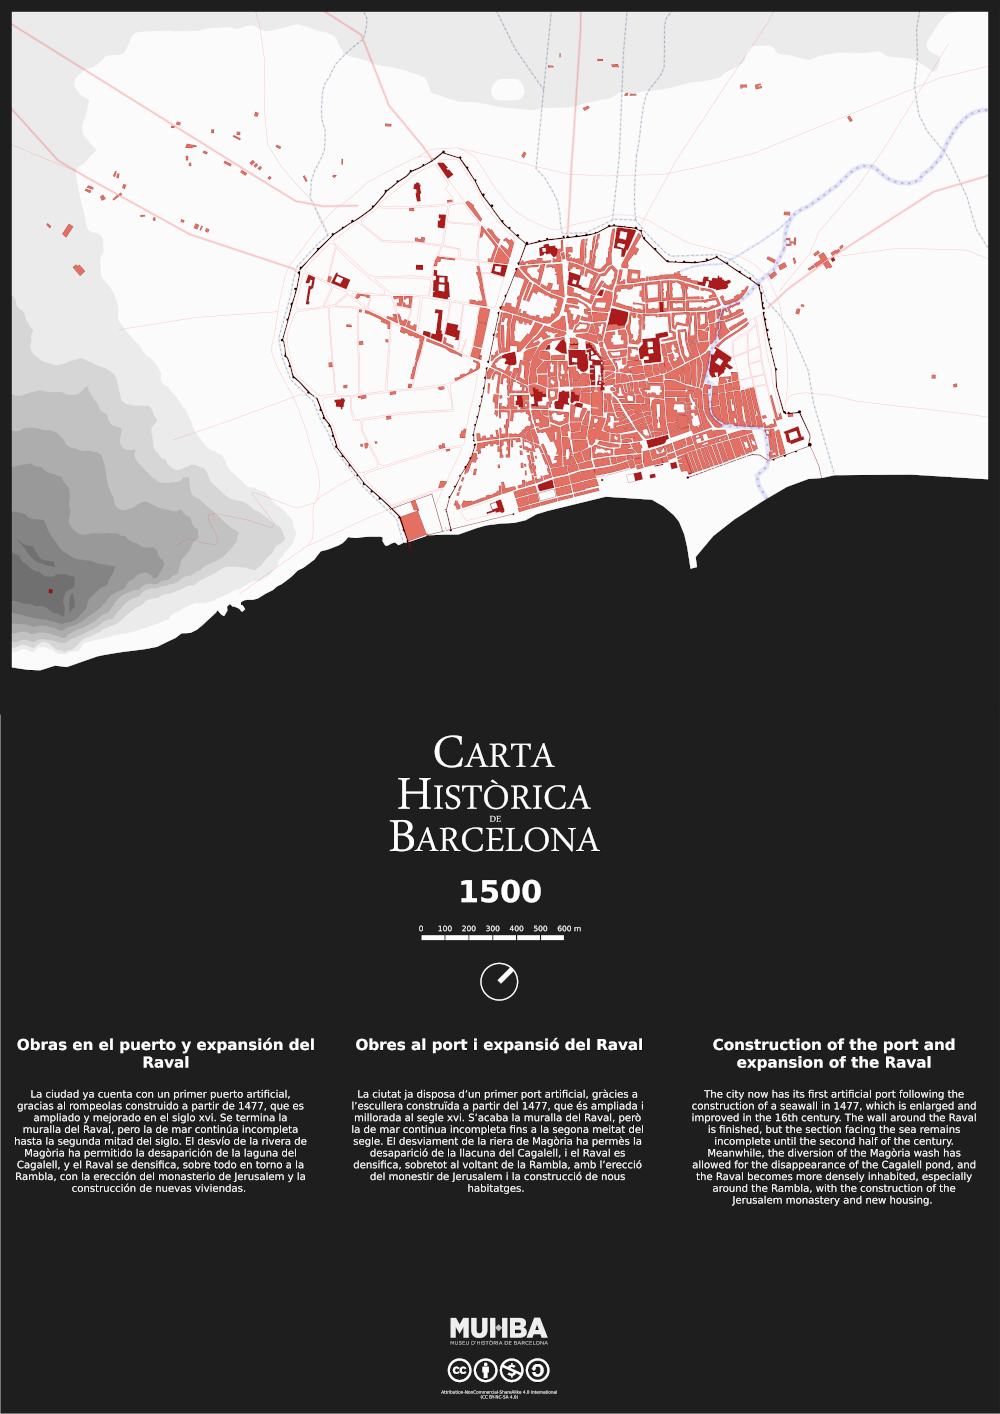 CARTA
HISTÒRICA
DE
BARCELONA
1500
0 100 200 300 400 500 600 m
Obras en el puerto y expansión del
Raval
La ciudad ya cuenta con un primer puerto artificial,
gracias al rompeolas construido a partir de 1477, que es
ampliado y mejorado en el siglo xvi. Se termina la
muralla del Raval, pero la de mar continúa incompleta
hasta la segunda mitad del siglo. El desvío de la rivera de
Magòria ha permitido la desaparición de la laguna del
Cagalell, y el Raval se densifica, sobre todo en torno a la
Rambla, con la erección del monasterio de Jerusalem y la
construcción de nuevas viviendas.
Obres al port i expansió del Raval
La ciutat ja disposa d’un primer port artificial, gràcies a
l’escullera construïda a partir del 1477, que és ampliada i
millorada al segle xvi. S’acaba la muralla del Raval, però
la de mar continua incompleta fins a la segona meitat del
segle. El desviament de la riera de Magòria ha permès la
desaparició de la llacuna del Cagalell, i el Raval es
densifica, sobretot al voltant de la Rambla, amb l’erecció
del monestir de Jerusalem i la construcció de nous
habitatges.
Construction of the port and
expansion of the Raval
The city now has its first artificial port following the
construction of a seawall in 1477, which is enlarged and
improved in the 16th century. The wall around the Raval
is finished, but the section facing the sea remains
incomplete until the second half of the century.
Meanwhile, the diversion of the Magòria wash has
allowed for the disappearance of the Cagalell pond, and
the Raval becomes more densely inhabited, especially
around the Rambla, with the construction of the
Jerusalem monastery and new housing.
MUHBA
MUSEU D'HISTÒRIA DE BARCELONA
cc
Attribution-NonCommercial-ShareAlike 4.0 International
(CC BY-NC-SA 4.0)